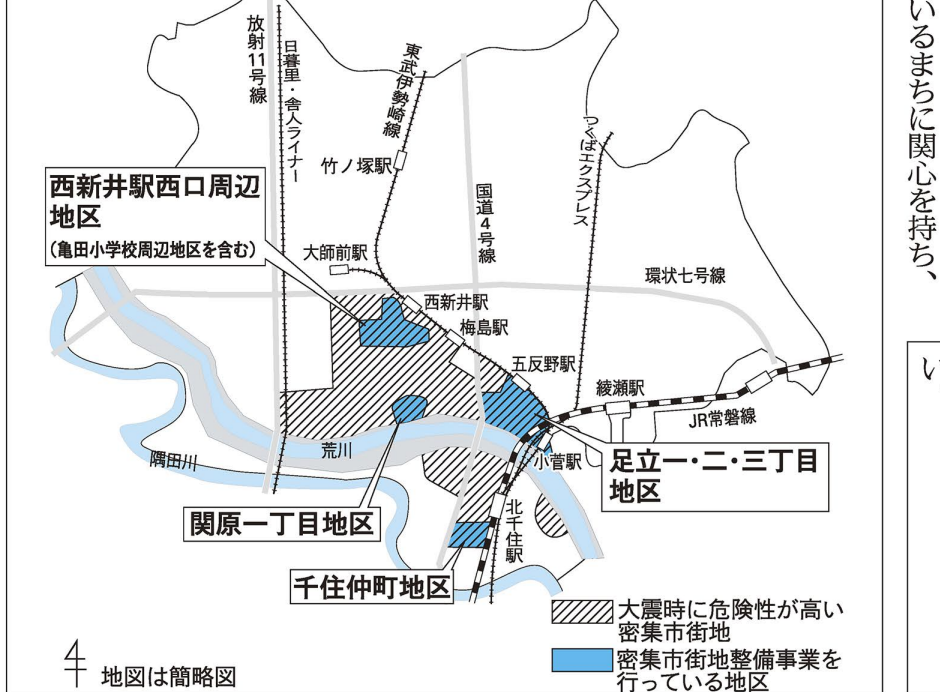 いるまちに関心を持ち、
い
放射11号線
日暮里・舎人ライナー
東武伊勢崎線
竹ノ塚駅
つくばエクスプレス
国道4号線
西新井駅西口周辺
地区
(亀田小学校周辺地区を含む)
大師前駅
環状七号線
西新井駅
梅島駅
五反野駅
綾瀬駅
JR常磐線
荒川
隅田川
小菅駅
足立一・二・三丁目
地区
関原一丁目地区
北千住駅
千住仲町地区
大震時に危険性が高い
密集市街地
密集市街地整備事業を
行っている地区
地図は簡略図